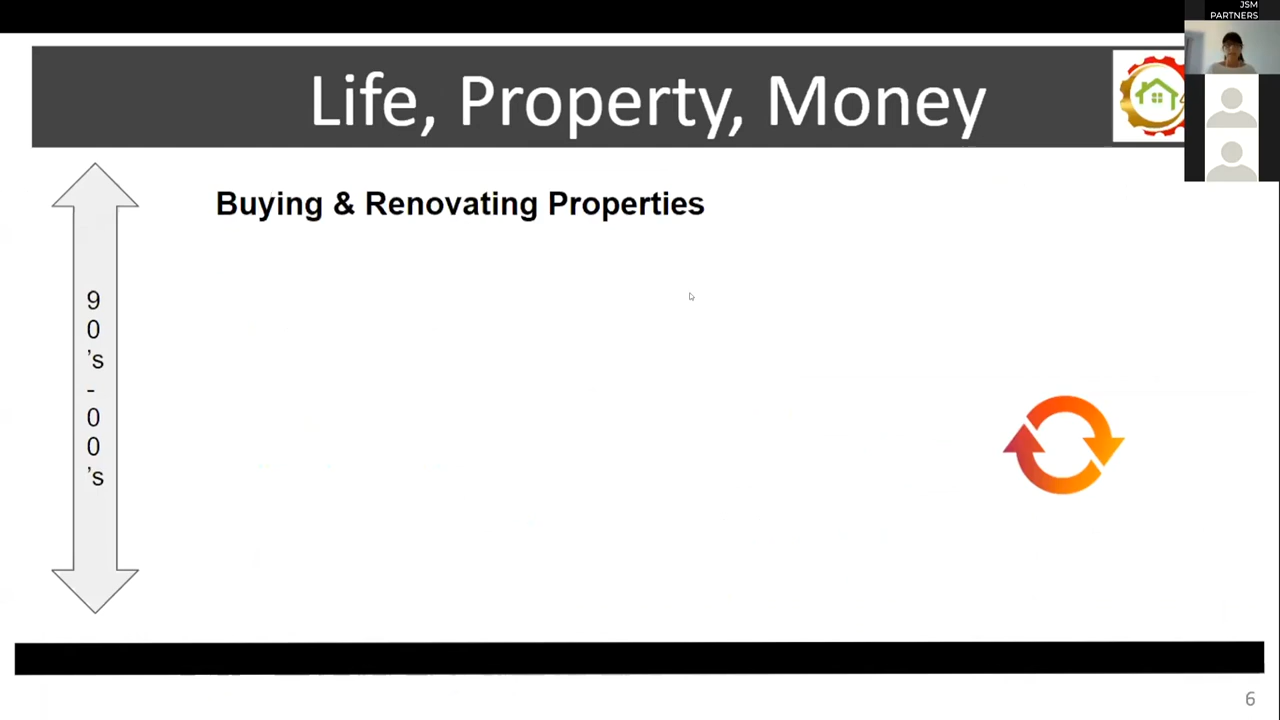 JSM
PARTNERS
Life, Property, Money
Buying & Renovating Properties
9
0
’s
-
0
0
’s
6